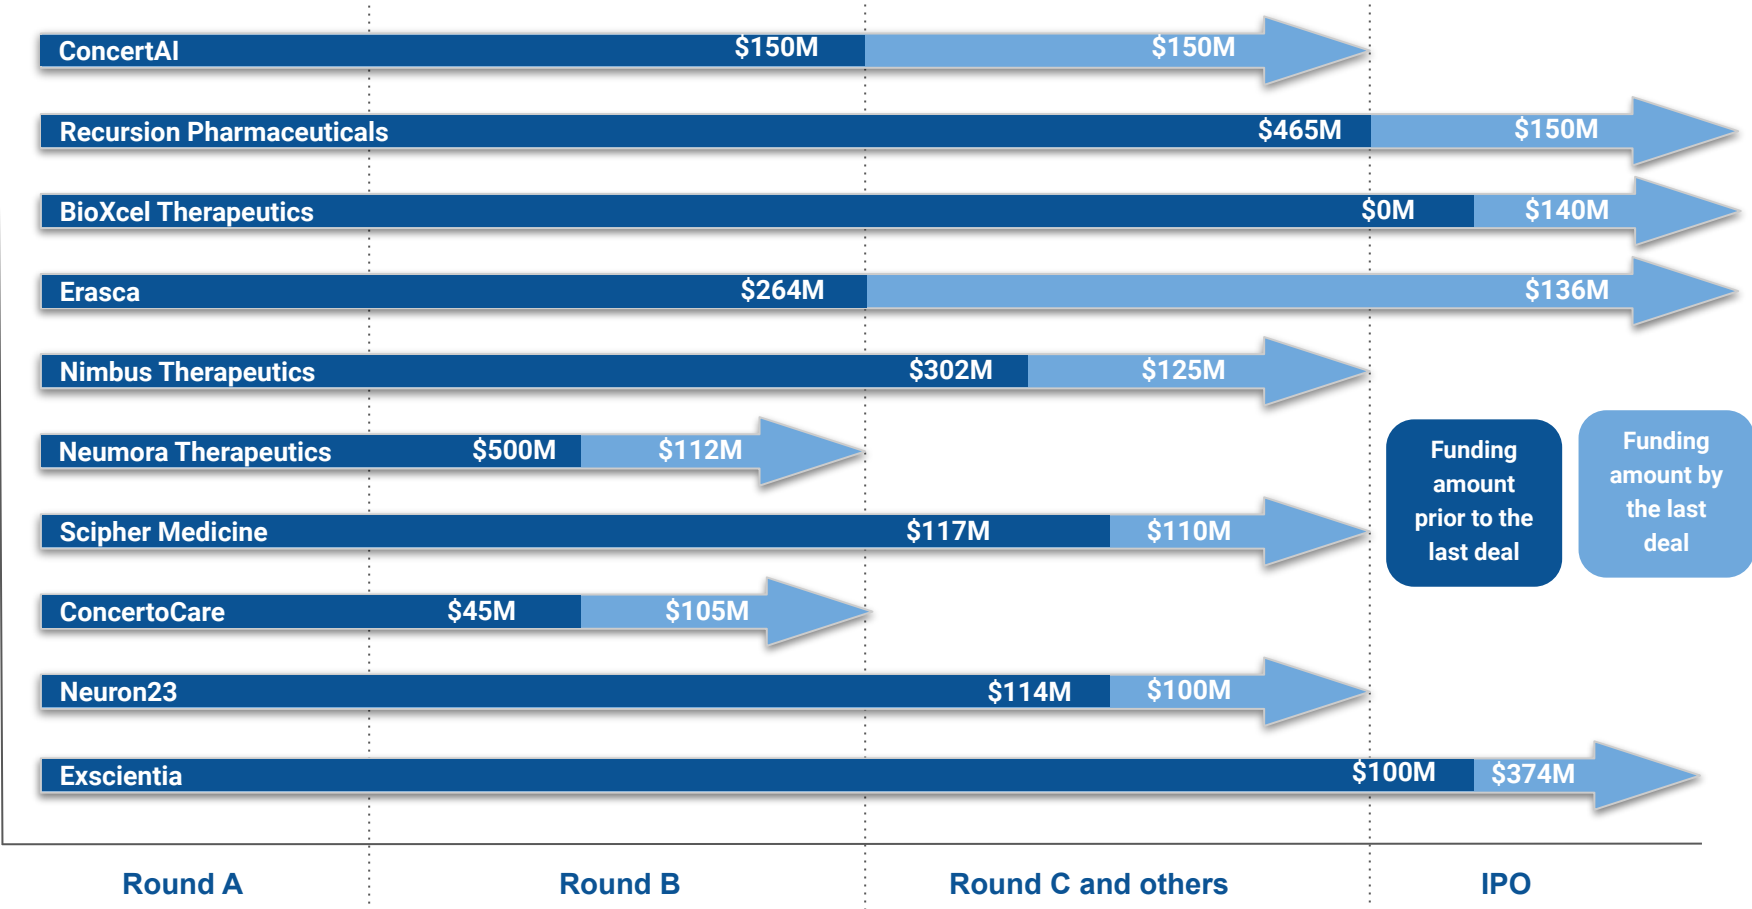 ConcertAI $150M $150M
Recursion Pharmaceuticals $465M $150M
BioXcel Therapeutics $0M $140M
Erasca $264M $136M
Nimbus Therapeutics $302M $125M
Neumora Therapeutics $500M $112M
Scipher Medicine $117M $110M
ConcertoCare $45M $105M
Neuron23 $114M $100M
Exscientia $100M $374M
Funding
amount
prior to the
last deal
Funding
amount by
the last
deal
Round A Round B Round C and others IPO